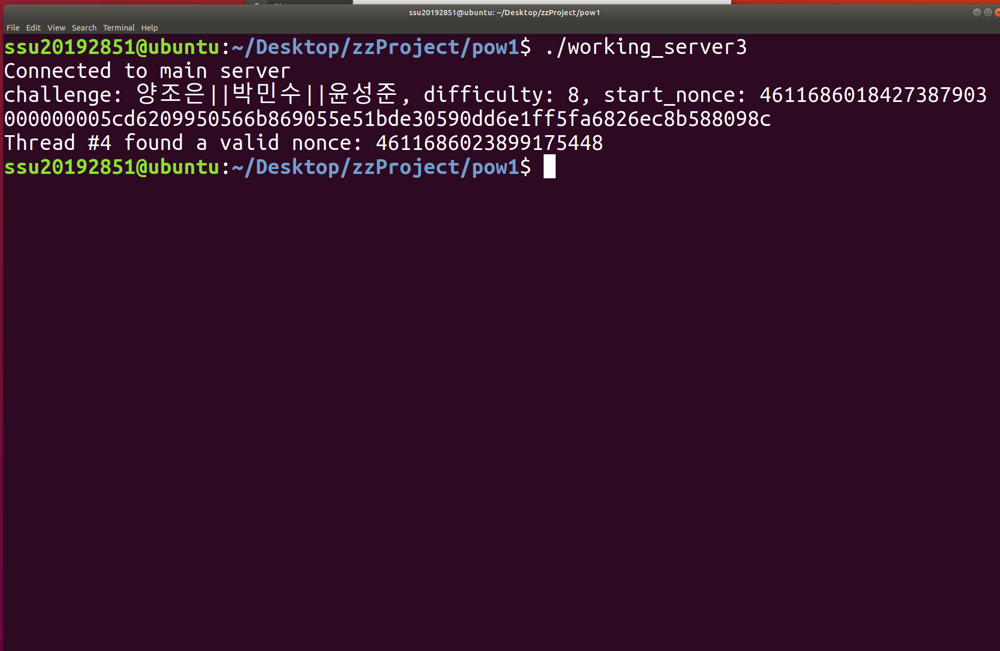 ssu20192851@ubuntu: ~/Desktop/zzProject/pow1
File Edit View Search Terminal Help
ssu20192851@ubuntu:~/Desktop/zzProject/pow1$ ./working_server3
Connected to main server
challenge: 양조은||박민수||윤성준, difficulty: 8, start_nonce: 4611686018427387903
000000005cd6209950566b869055e51bde30590dd6e1ff5fa6826ec8b588098c
Thread #4 found a valid nonce: 4611686023899175448
ssu20192851@ubuntu:~/Desktop/zzProject/pow1$